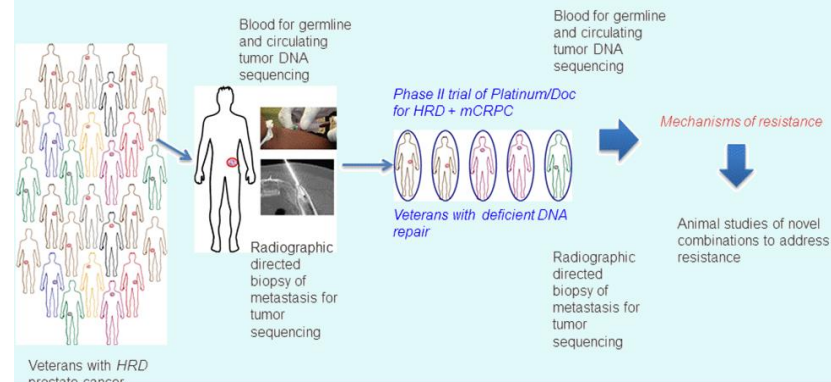 Blood for germline
and circulating
tumor DNA
sequencing
Radiographic
directed
biopsy of
metastasis for
tumor
sequencing
Veterans with HRD
prostate cancer
Phase II trial of Platinum/Doc
for HRD + mCRPC
Veterans with deficient DNA
repair
Blood for germline
and circulating
tumor DNA
sequencing
Radiographic
directed
biopsy of
metastasis for
tumor
sequencing
Mechanisms of resistance
Animal studies of novel
combinations to address
resistance